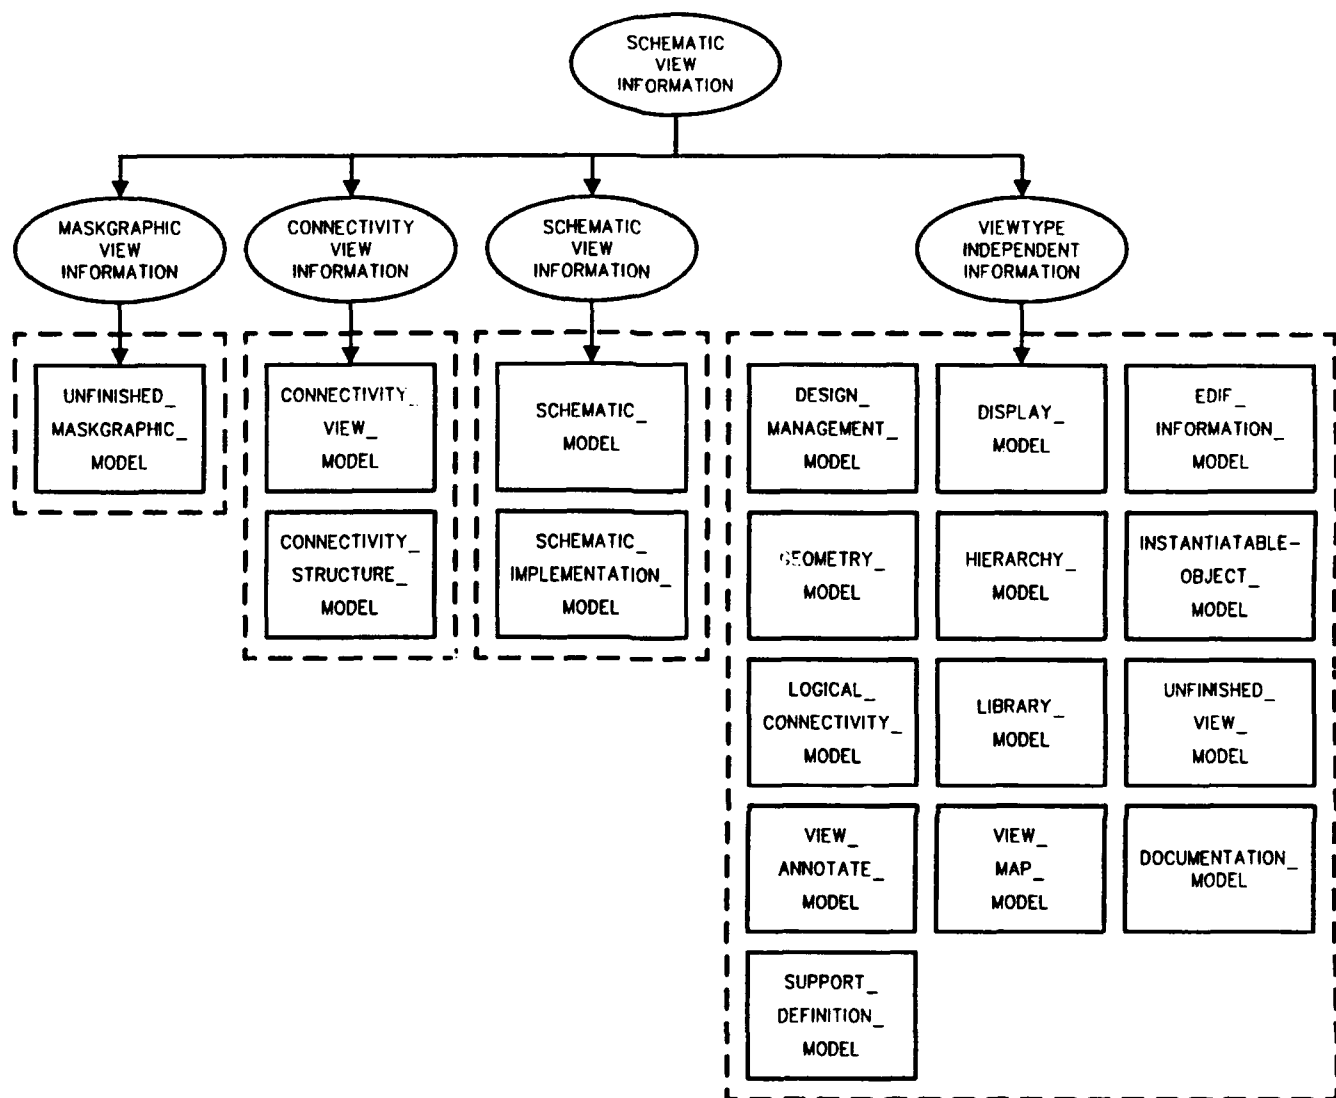 SCHEMATIC
VIEW
INFORMATION
MASKGRAPHIC
VIEW
INFORMATION
CONNECTIVITY
VIEW
INFORMATION
SCHEMATIC
VIEW
INFORMATION
VIEWTYPE
INDEPENDENT
INFORMATION
UNFINISHED_
MASKGRAPHIC_
MODEL
CONNECTIVITY_
VIEW_
MODEL
SCHEMATIC_
MODEL
DESIGN_
MANAGEMENT_
MODEL
DISPLAY_
MODEL
EDIF_
INFORMATION_
MODEL
CONNECTIVITY_
STRUCTURE_
MODEL
SCHEMATIC_
IMPLEMENTATION_
MODEL
GEOMETRY_
MODEL
HIERARCHY_
MODEL
INSTANTIATABLE-
OBJECT_
MODEL
LOGICAL_
CONNECTIVITY_
MODEL
LIBRARY_
MODEL
UNFINISHED_
VIEW_
MODEL
VIEW_
ANNOTATE_
MODEL
VIEW_
MAP_
MODEL
DOCUMENTATION_
MODEL
SUPPORT_
DEFINITION_
MODEL